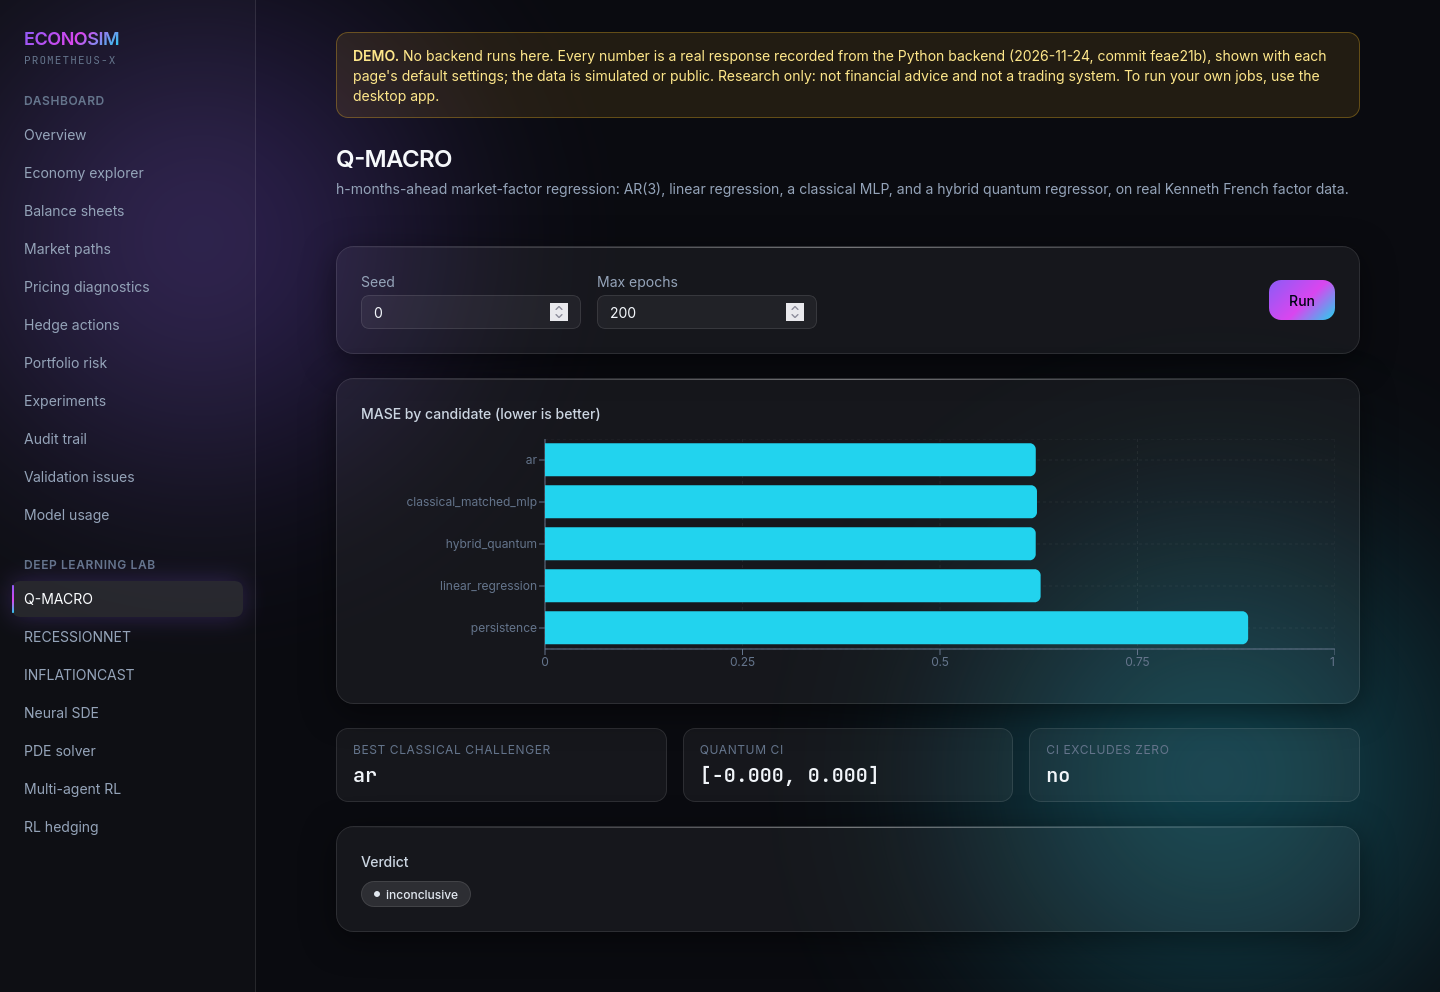 ECONOSIM
PROMETHEUS-X
DASHBOARD
Overview
Economy explorer
Balance sheets
Market paths
Pricing diagnostics
Hedge actions
Portfolio risk
Experiments
Audit trail
Validation issues
Model usage
DEEP LEARNING LAB
Q-MACRO
RECESSIONNET
INFLATIONCAST
Neural SDE
PDE solver
Multi-agent RL
RL hedging
DEMO. No backend runs here. Every number is a real response recorded from the Python backend (2026-11-24, commit feae21b), shown with each
page's default settings; the data is simulated or public. Research only: not financial advice and not a trading system. To run your own jobs, use the
desktop app.
Q-MACRO
h-months-ahead market-factor regression: AR(3), linear regression, a classical MLP, and a hybrid quantum regressor, on real Kenneth French factor data.
Seed
0
Max epochs
200
Run
MASE by candidate (lower is better)
ar
classical_matched_mlp
hybrid_quantum
linear_regression
persistence
0 0.25 0.5 0.75 1
BEST CLASSICAL CHALLENGER
ar
QUANTUM CI
[-0.000, 0.000]
CI EXCLUDES ZERO
no
Verdict
inconclusive